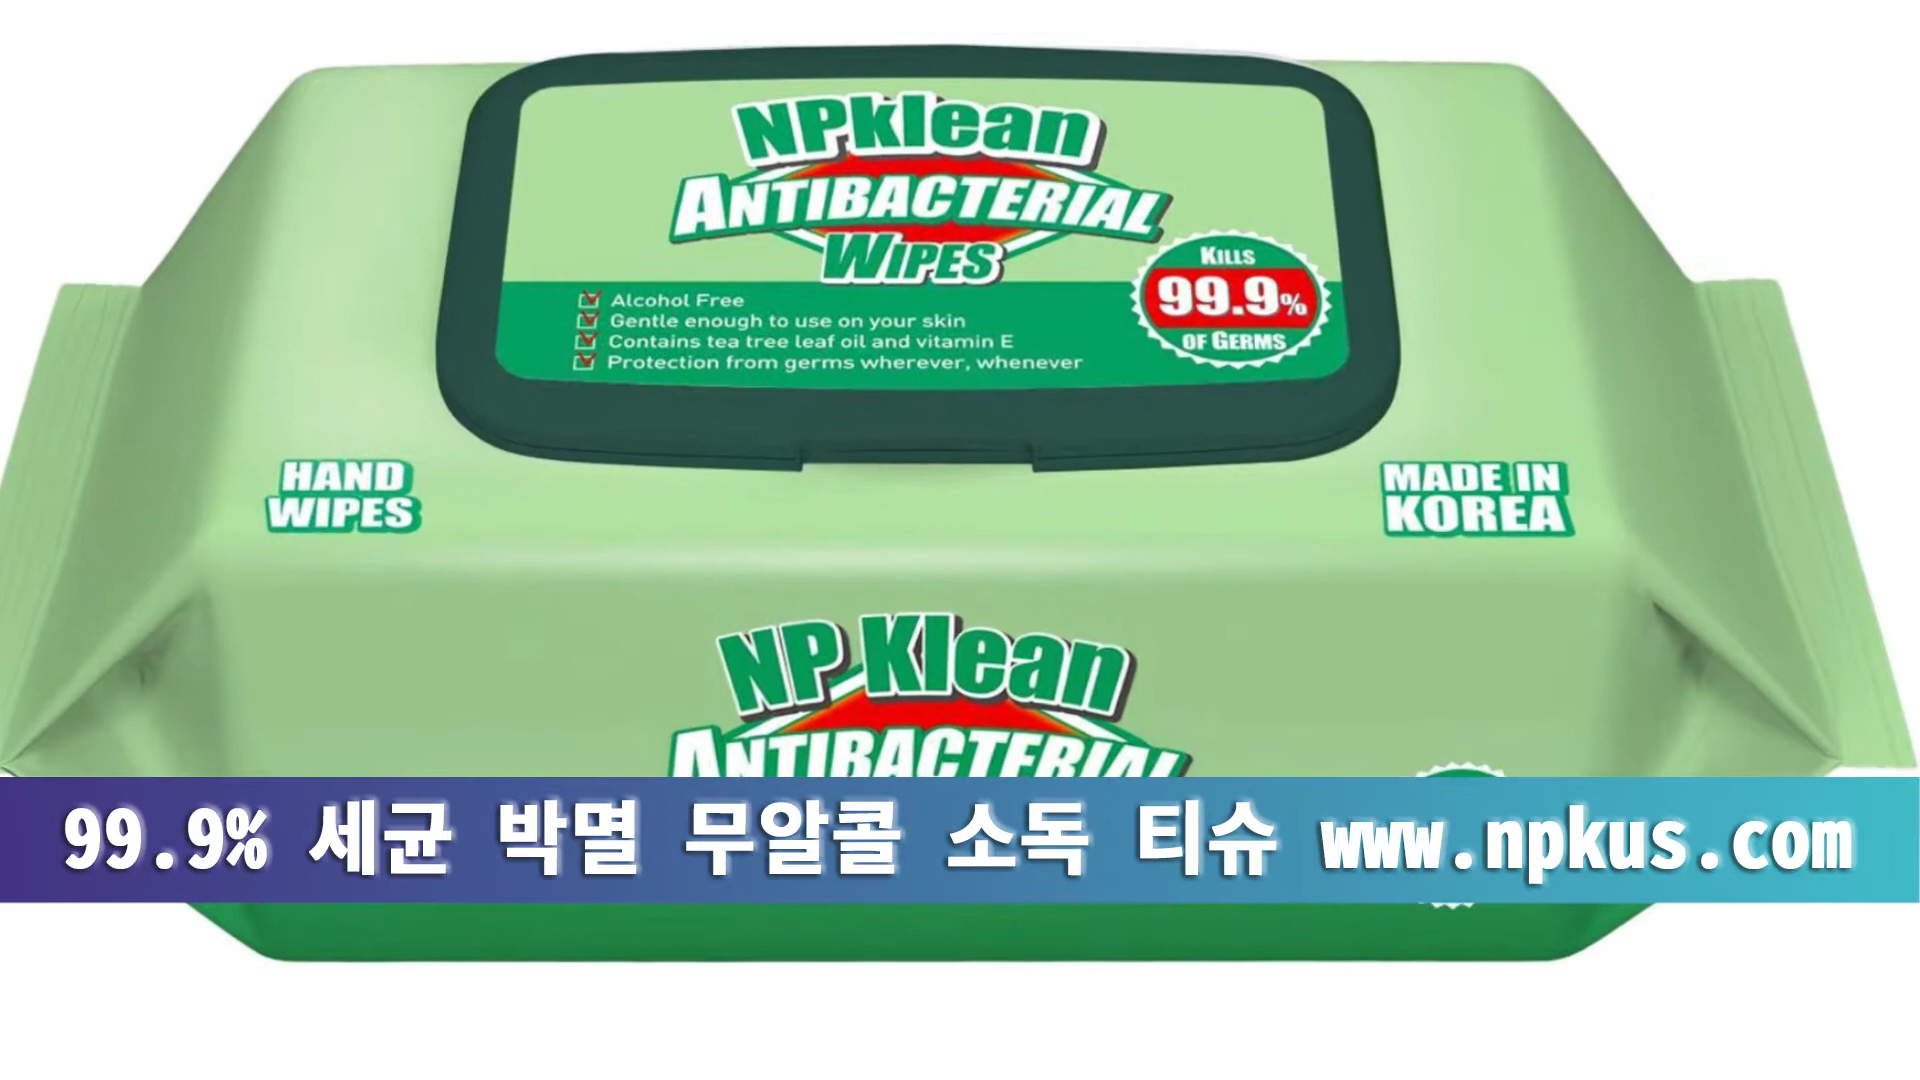 NPKlean
ANTIBACTERIAL
WIPES
Alcohol Free
Gentle enough to use on your skin
Contains tea tree leaf oil and vitamin E
Protection from germs wherever, whenever
KILLS
99.9%
OF GERMS
HAND
WIPES
MADE IN
KOREA
NP Klean
ANTIBACTERIAL
99.9% 세균 박멸 무알콜 소독 티슈 www.npkus.com